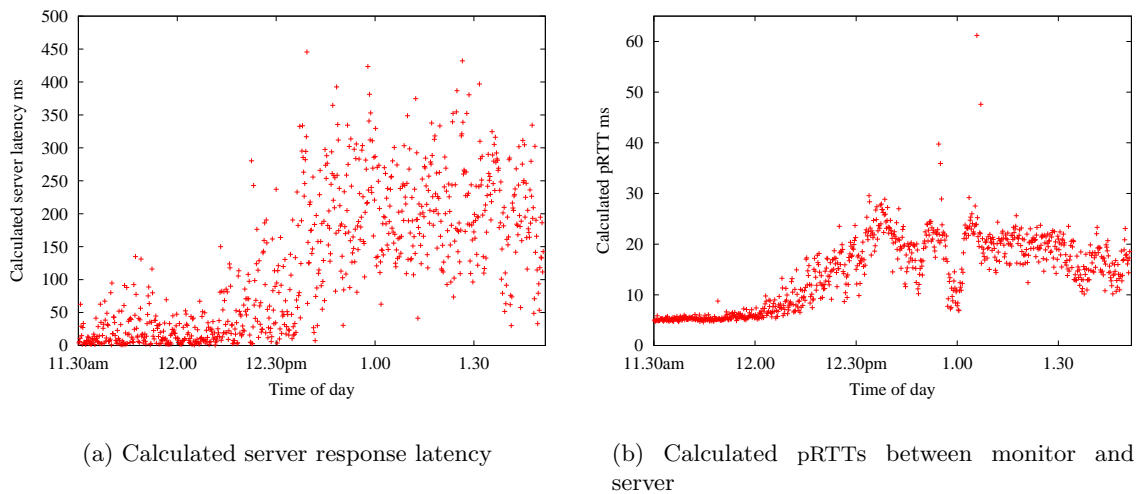 500
450
400
350
300
250
200
150
100
50
0
Calculated server latency ms
11.30am 12.00 12.30pm 1.00 1.30
Time of day
(a) Calculated server response latency
60
50
40
30
20
10
0
Calculated pRTT ms
11.30am 12.00 12.30pm 1.00 1.30
Time of day
(b) Calculated pRTTs between monitor and
server